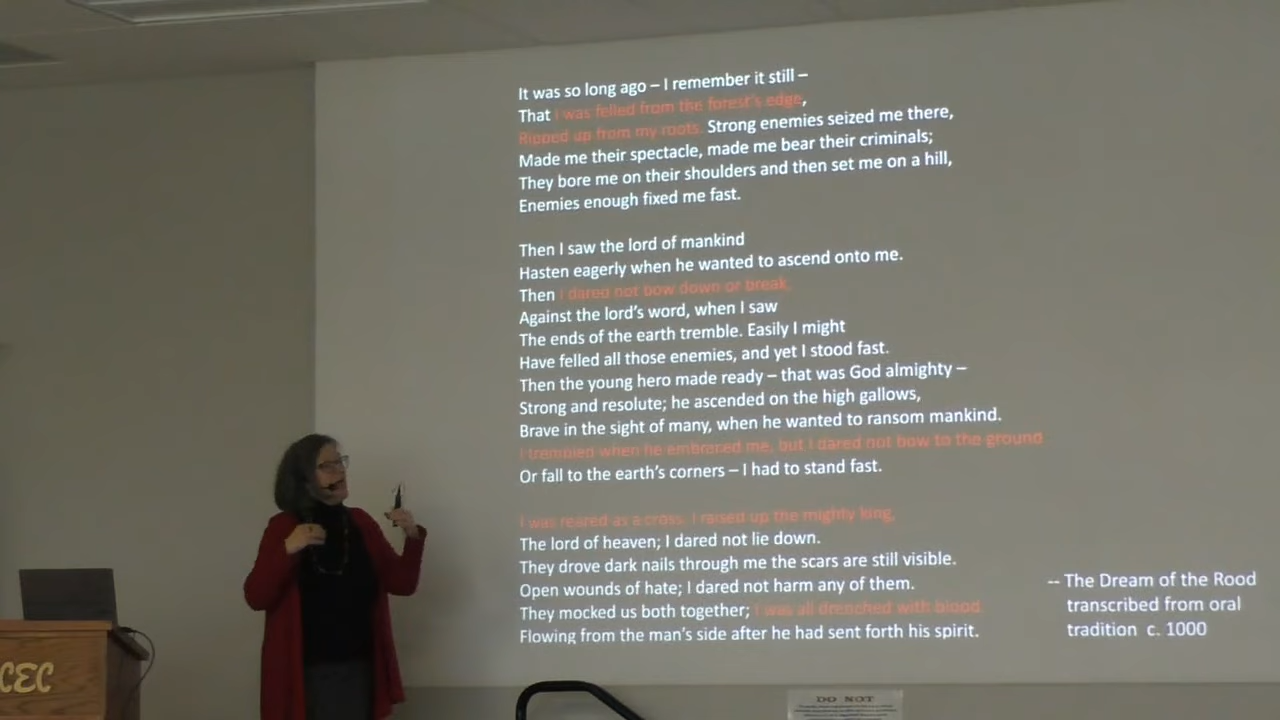 It was so long ago – I remember it still –
That I was felled from the forest's edge,
Ripped up from my roots. Strong enemies seized me there,
Made me their spectacle, made me bear their criminals;
They bore me on their shoulders and then set me on a hill,
Enemies enough fixed me fast.
Then I saw the lord of mankind
Hasten eagerly when he wanted to ascend onto me.
Then I dared not bow down or break,
Against the lord's word, when I saw
The ends of the earth tremble. Easily I might
Have felled all those enemies, and yet I stood fast.
Then the young hero made ready – that was God almighty –
Strong and resolute; he ascended on the high gallows,
Brave in the sight of many, when he wanted to ransom mankind.
I trembled when he embraced me, but I dared not bow to the ground
Or fall to the earth's corners – I had to stand fast.
I was reared as a cross. I raised up the mighty king,
The lord of heaven; I dared not lie down.
They drove dark nails through me the scars are still visible.
Open wounds of hate; I dared not harm any of them.
They mocked us both together; I was all drenched with blood
Flowing from the man's side after he had sent forth his spirit.
-- The Dream of the Rood
transcribed from oral
tradition c. 1000
CEC
DO NOT